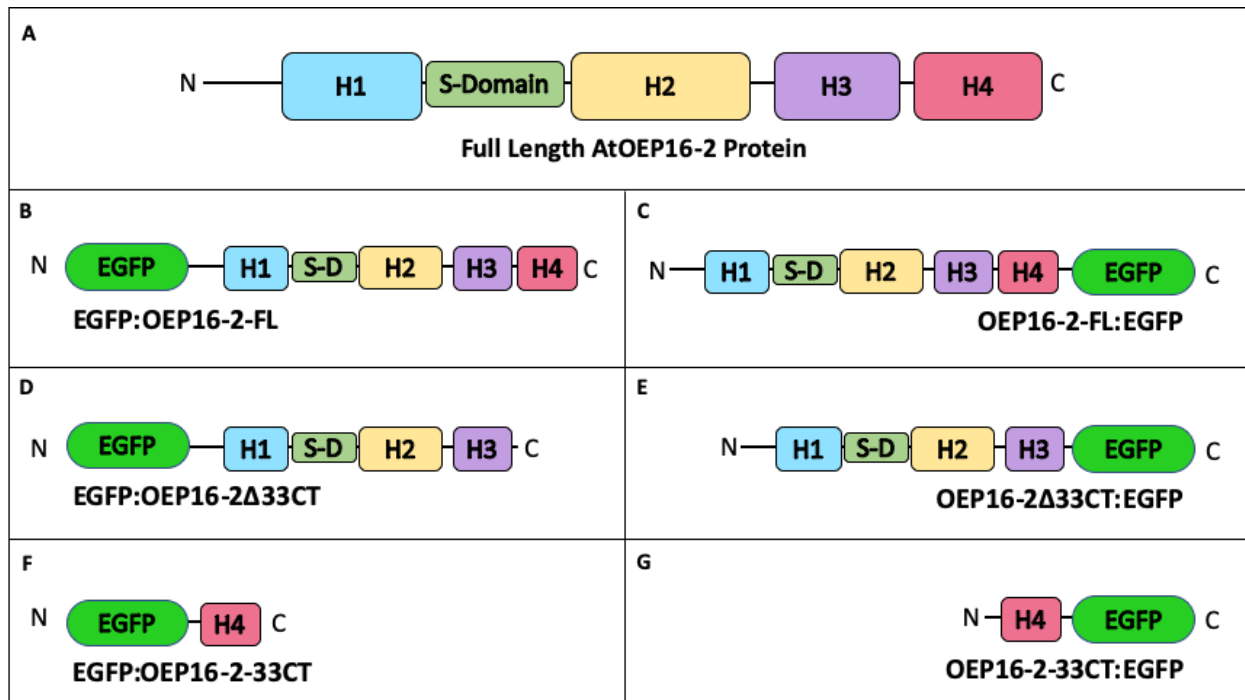 A
N H1 S-Domain H2 H3 H4 C
Full Length AtOEP16-2 Protein
B
N EGFP H1 S-D H2 H3 H4 C
EGFP:OEP16-2-FL
C
N H1 S-D H2 H3 H4 EGFP C
OEP16-2-FL:EGFP
D
N EGFP H1 S-D H2 H3 C
EGFP:OEP16-2Δ33CT
E
N H1 S-D H2 H3 EGFP C
OEP16-2Δ33CT:EGFP
F
N EGFP H4 C
EGFP:OEP16-2-33CT
G
N H4 EGFP C
OEP16-2-33CT:EGFP